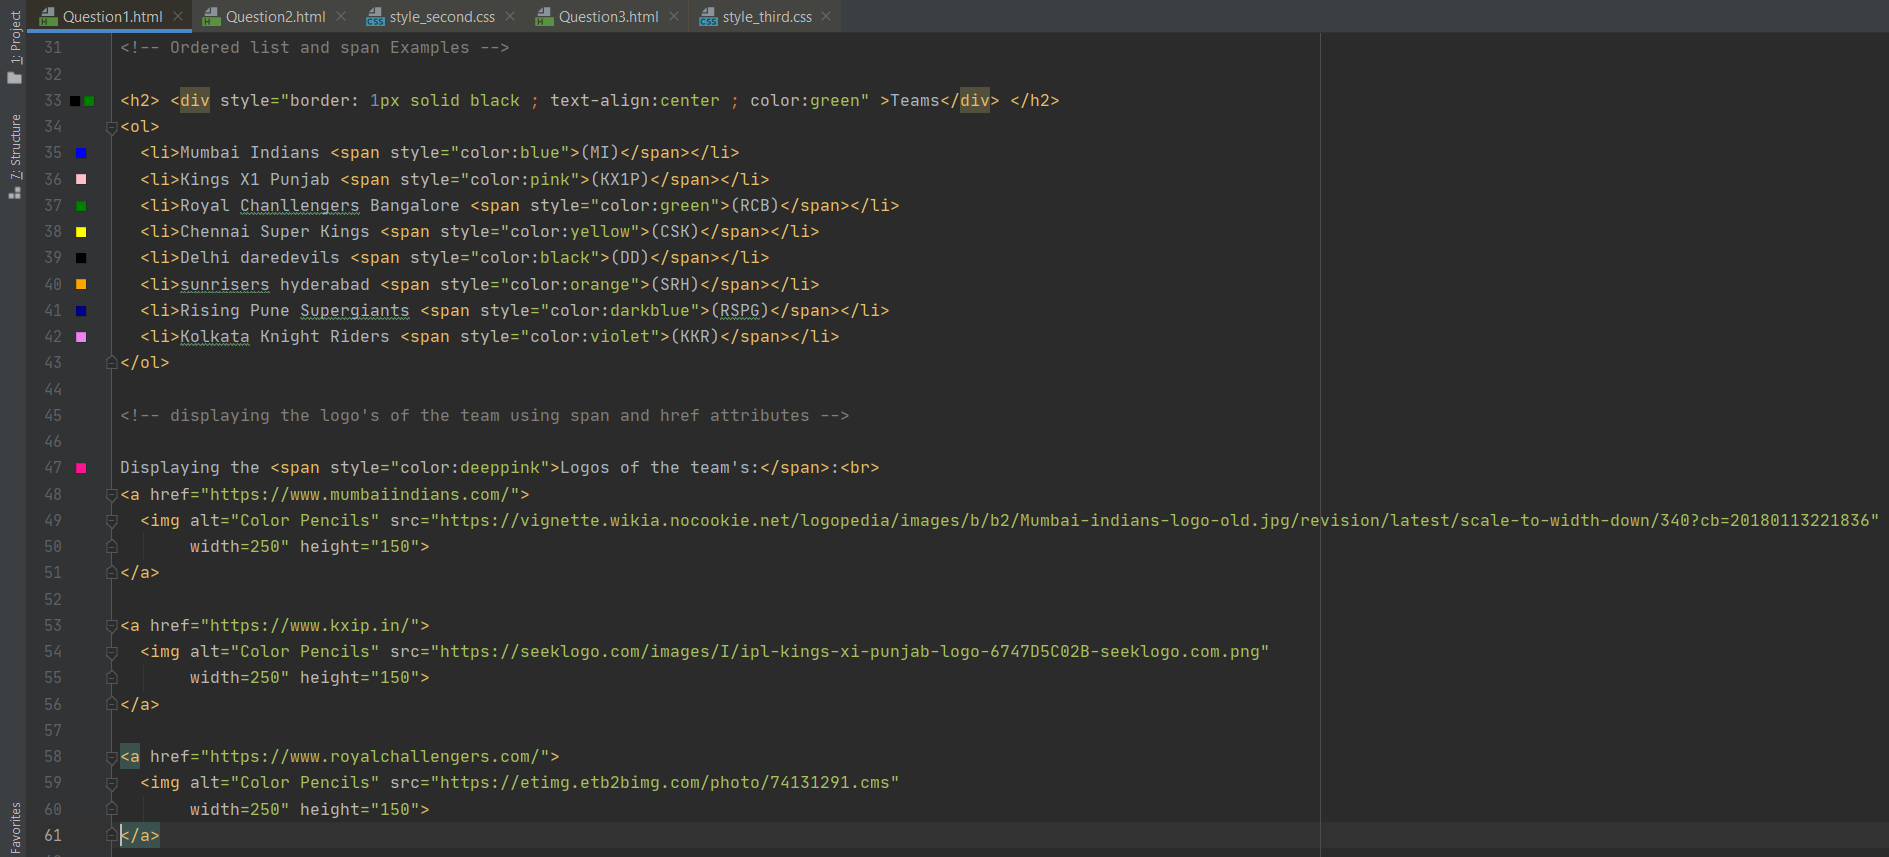 Question1.html Question2.html style_second.css Question3.html style_third.css
1: Project
7: Structure
Favorites
31 <!-- Ordered list and span Examples -->
32
33 <h2> <div style="border: 1px solid black ; text-align:center ; color:green" >Teams</div> </h2>
34 <ol>
35   <li>Mumbai Indians <span style="color:blue">(MI)</span></li>
36   <li>Kings X1 Punjab <span style="color:pink">(KX1P)</span></li>
37   <li>Royal Chanllengers Bangalore <span style="color:green">(RCB)</span></li>
38   <li>Chennai Super Kings <span style="color:yellow">(CSK)</span></li>
39   <li>Delhi daredevils <span style="color:black">(DD)</span></li>
40   <li>sunrisers hyderabad <span style="color:orange">(SRH)</span></li>
41   <li>Rising Pune Supergiants <span style="color:darkblue">(RSPG)</span></li>
42   <li>Kolkata Knight Riders <span style="color:violet">(KKR)</span></li>
43 </ol>
44
45 <!-- displaying the logo's of the team using span and href attributes -->
46
47 Displaying the <span style="color:deeppink">Logos of the team's:</span>:<br>
48 <a href="https://www.mumbaiindians.com/">
49   <img alt="Color Pencils" src="https://vignette.wikia.nocookie.net/logopedia/images/b/b2/Mumbai-indians-logo-old.jpg/revision/latest/scale-to-width-down/340?cb=20180113221836"
50        width=250" height="150">
51 </a>
52
53 <a href="https://www.kxip.in/">
54   <img alt="Color Pencils" src="https://seeklogo.com/images/I/ipl-kings-xi-punjab-logo-6747D5C02B-seeklogo.com.png"
55        width=250" height="150">
56 </a>
57
58 <a href="https://www.royalchallengers.com/">
59   <img alt="Color Pencils" src="https://etimg.etb2bimg.com/photo/74131291.cms"
60        width=250" height="150">
61 </a>